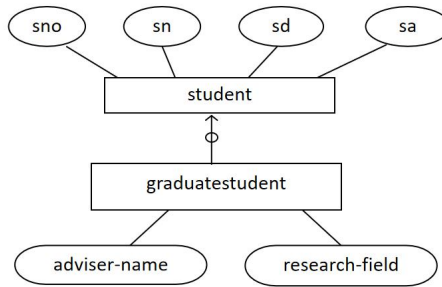 sno
sn
sd
sa
student
graduatestudent
adviser-name
research-field